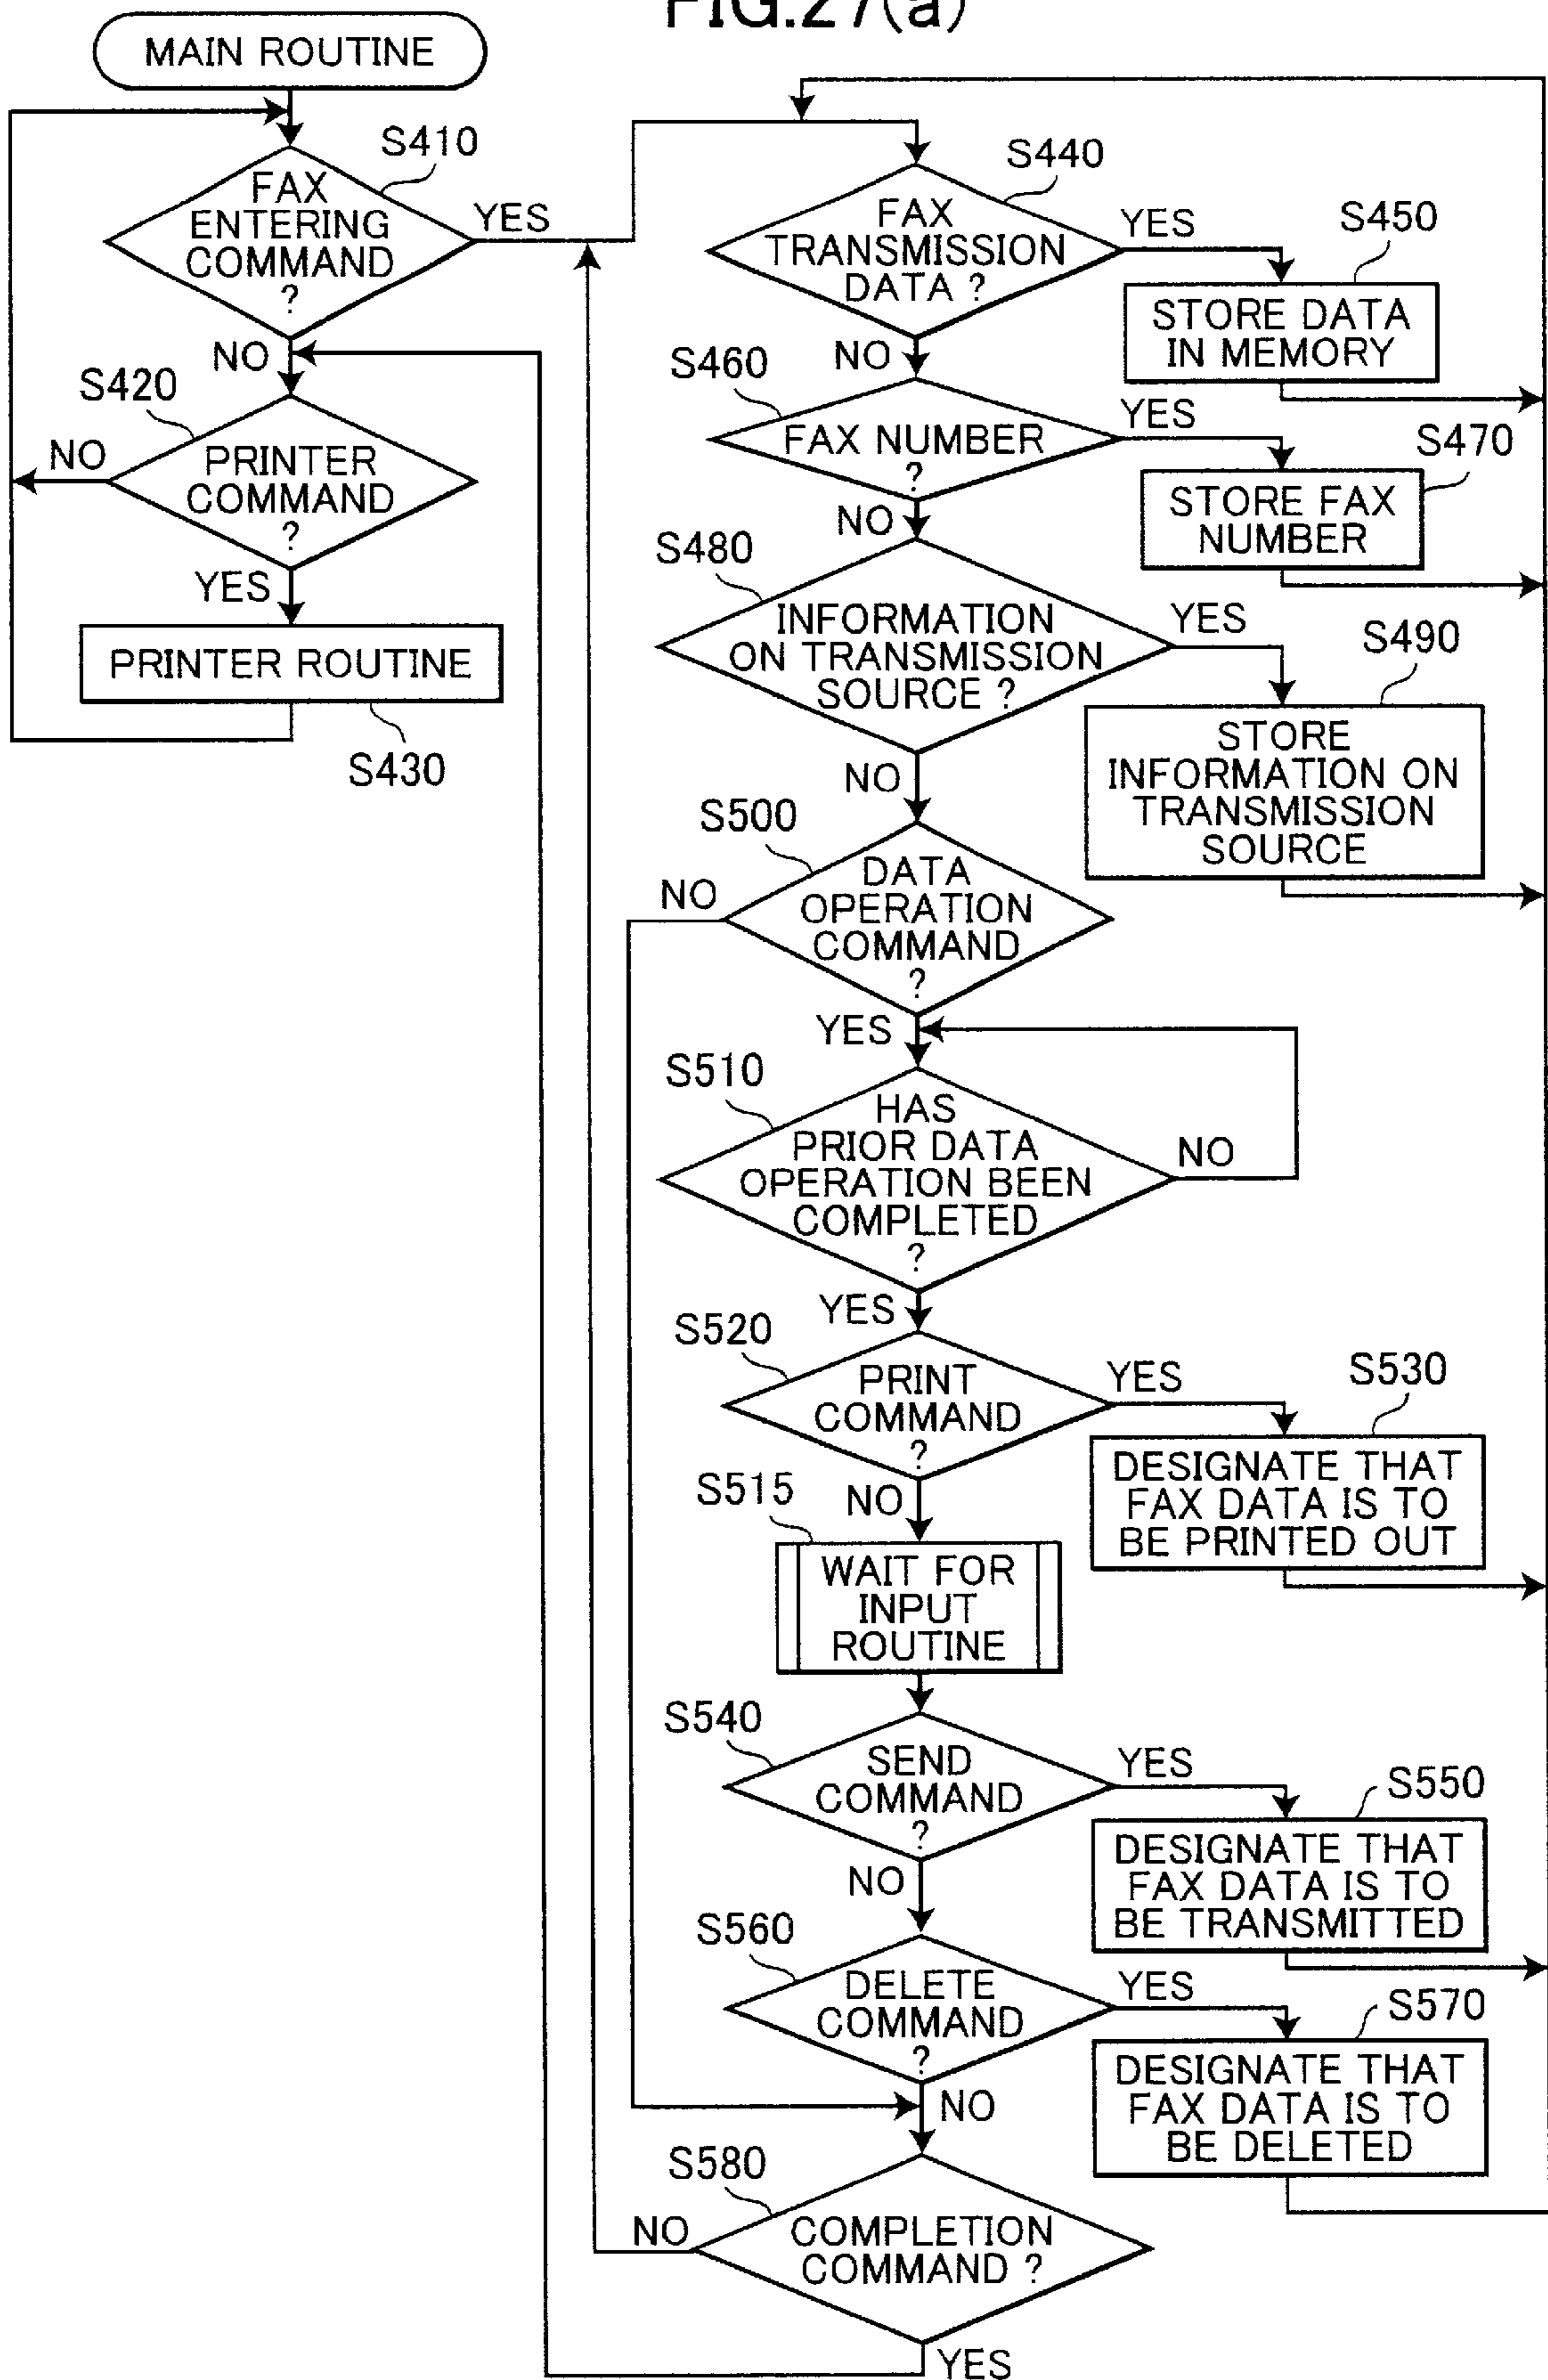 FIG.27(a)
MAIN ROUTINE
S410
FAX
ENTERING
COMMAND
?
YES
NO
S420
PRINTER
COMMAND
?
NO
YES
PRINTER ROUTINE
S430
S440
FAX
TRANSMISSION
DATA ?
YES
S450
STORE DATA
IN MEMORY
NO
S460
FAX NUMBER
?
YES
S470
STORE FAX
NUMBER
NO
S480
INFORMATION
ON TRANSMISSION
SOURCE ?
YES
S490
STORE
INFORMATION ON
TRANSMISSION
SOURCE
NO
S500
DATA
OPERATION
COMMAND
?
NO
YES
S510
HAS
PRIOR DATA
OPERATION BEEN
COMPLETED
?
NO
YES
S520
PRINT
COMMAND
?
YES
S530
DESIGNATE THAT
FAX DATA IS TO
BE PRINTED OUT
NO
S515
WAIT FOR
INPUT
ROUTINE
S540
SEND
COMMAND
?
YES
S550
DESIGNATE THAT
FAX DATA IS TO
BE TRANSMITTED
NO
S560
DELETE
COMMAND
?
YES
S570
DESIGNATE THAT
FAX DATA IS TO
BE DELETED
NO
S580
COMPLETION
COMMAND ?
NO
YES